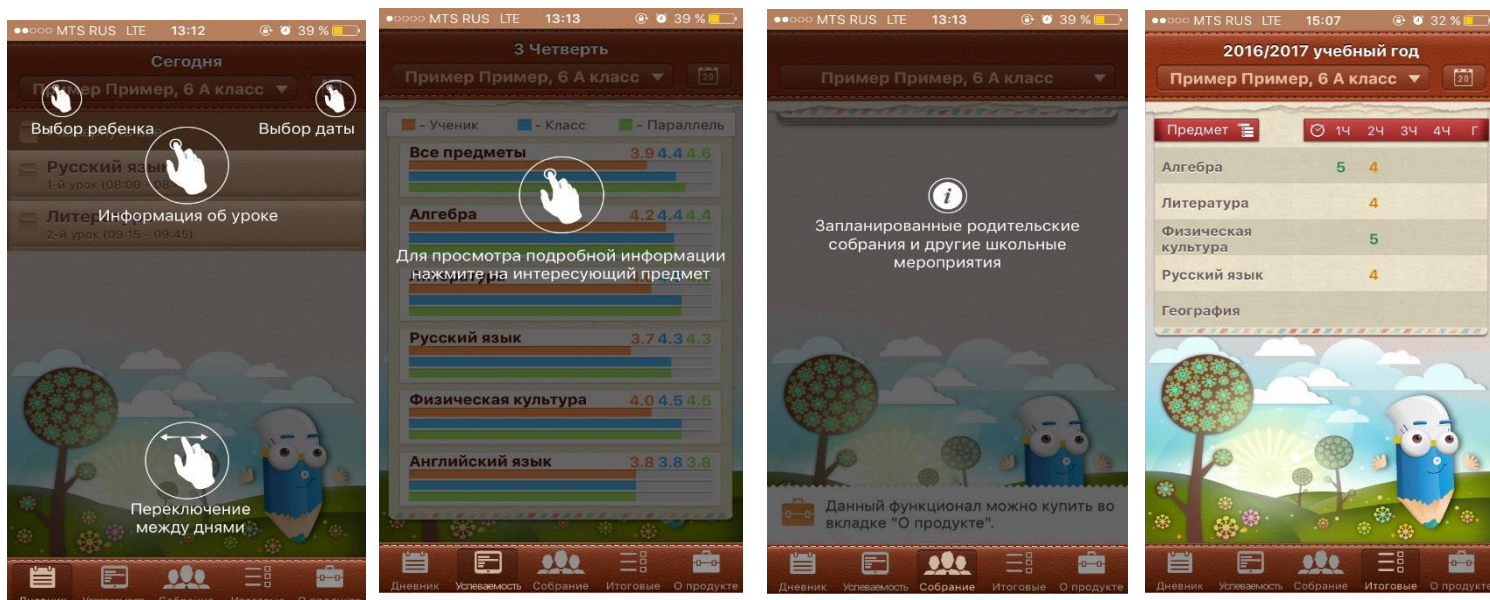 MTS RUS LTE 13:12 39 %
Сегодня
Пример Пример, 6 А класс
Выбор ребенка
Выбор даты
Русский язык
1-й урок (08:00 - 08:
Информация об уроке
2-й урок (09:15 - 09:45)
Переключение
между днями
Дневник
MTS RUS LTE 13:13 39 %
3 Четверть
Пример Пример, 6 А класс 20
- Ученик - Класс - Параллель
Все предметы 3.9 4.4 4.6
Алгебра 4.2 4.4 4.4
Для просмотра подробной информации
нажмите на интересующий предмет
Литература
Русский язык 3.7 4.3 4.3
Физическая культура 4.0 4.5 4.5
Английский язык 3.8 3.8 3.8
Дневник Успеваемость Собрание Итоговые О продукте
MTS RUS LTE 13:13 39 %
Пример Пример, 6 А класс
i
Запланированные родительские
собрания и другие школьные
мероприятия
Данный функционал можно купить во
вкладке "О продукте".
Дневник Успеваемость Собрание Итоговые О продукте
MTS RUS LTE 15:07 32 %
2016/2017 учебный год
Пример Пример, 6 А класс 20
Предмет 1Ч 2Ч 3Ч 4Ч Г
Алгебра 5 4
Литература 4
Физическая
культура 5
Русский язык 4
География
Дневник Успеваемость Собрание Итоговые О продукте